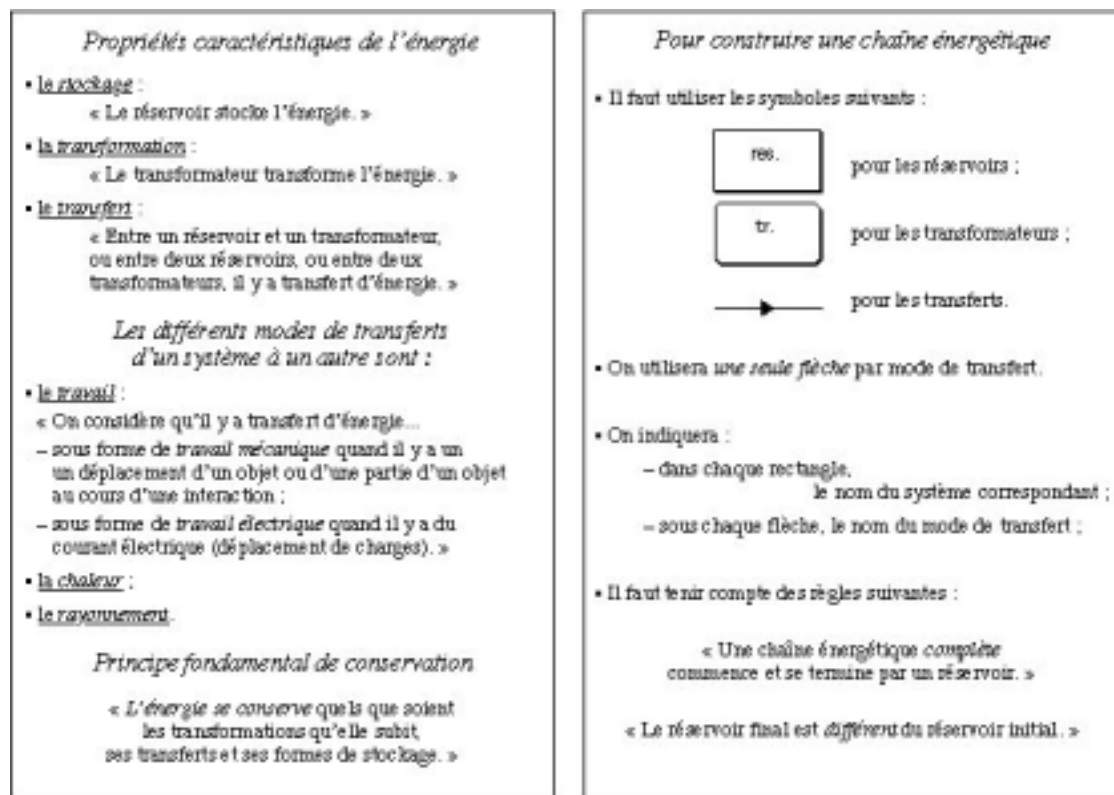 Propriétés caractéristiques de l'énergie
▪ le stockage :
« Le réservoir stocke l'énergie. »
▪ la transformation :
« Le transformateur transforme l'énergie. »
▪ le transfert :
« Entre un réservoir et un transformateur,
ou entre deux réservoirs, ou entre deux
transformateurs, il y a transfert d'énergie. »
Les différents modes de transferts
d'un système à un autre sont :
▪ le travail :
« On considère qu'il y a transfert d'énergie...
– sous forme de travail mécanique quand il y a un
un déplacement d'un objet ou d'une partie d'un objet
au cours d'une interaction ;
– sous forme de travail électrique quand il y a du
courant électrique (déplacement de charges). »
▪ la chaleur ;
▪ le rayonnement.
Principe fondamental de conservation
« L'énergie se conserve quels que soient
les transformations qu'elle subit,
ses transferts et ses formes de stockage. »
Pour construire une chaîne énergétique
▪ Il faut utiliser les symboles suivants :
res.
pour les réservoirs ;
tr.
pour les transformateurs ;
pour les transferts.
▪ On utilisera une seule flèche par mode de transfert.
▪ On indiquera :
– dans chaque rectangle,
le nom du système correspondant ;
– sous chaque flèche, le nom du mode de transfert ;
▪ Il faut tenir compte des règles suivantes :
« Une chaîne énergétique complète
commence et se termine par un réservoir. »
« Le réservoir final est différent du réservoir initial. »